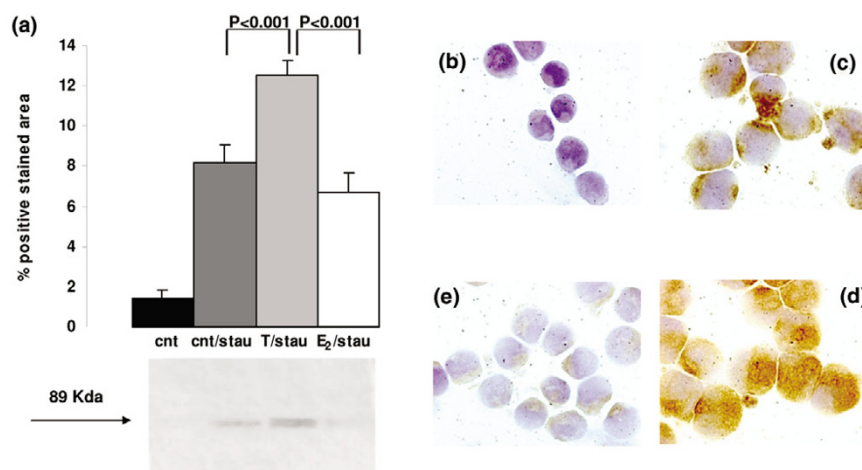 (a)
P<0.001 P<0.001
14
12
10
8
6
4
2
0
% positive stained area
cnt cnt/stau T/stau E₂/stau
89 Kda
(b)
(c)
(e)
(d)